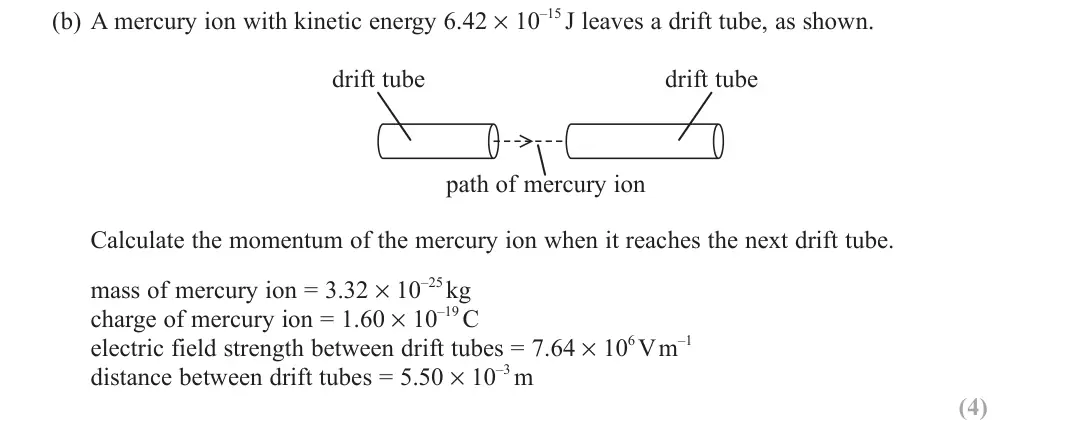 (b) A mercury ion with kinetic energy 6.42 × 10⁻¹⁵ J leaves a drift tube, as shown.
drift tube drift tube
path of mercury ion
Calculate the momentum of the mercury ion when it reaches the next drift tube.
mass of mercury ion = 3.32 × 10⁻²⁵ kg
charge of mercury ion = 1.60 × 10⁻¹⁹ C
electric field strength between drift tubes = 7.64 × 10⁶ V m⁻¹
distance between drift tubes = 5.50 × 10⁻³ m
(4)